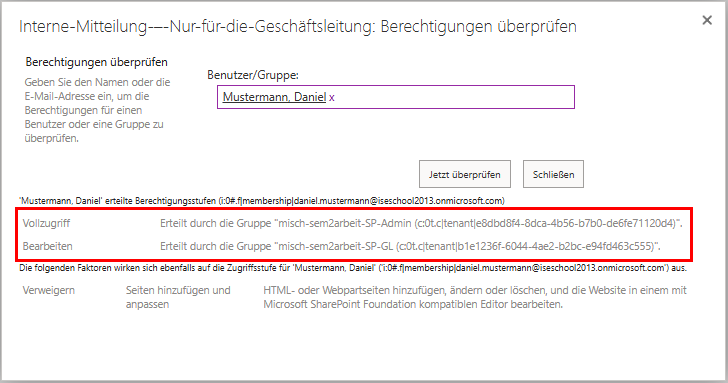 Interne-Mitteilung-–-Nur-für-die-Geschäftsleitung: Berechtigungen überprüfen
Berechtigungen überprüfen
Geben Sie den Namen oder die
E-Mail-Adresse ein, um die
Berechtigungen für einen
Benutzer oder eine Gruppe zu
überprüfen.
Benutzer/Gruppe:
Mustermann, Daniel x
Jetzt überprüfen
Schließen
'Mustermann, Daniel' erteilte Berechtigungsstufen (i:0#.f|membership|daniel.mustermann@iseschool2013.onmicrosoft.com)
Vollzugriff Erteilt durch die Gruppe "misch-sem2arbeit-SP-Admin (c:0t.c|tenant|e8dbd8f4-8dca-4b56-b7b0-de6fe71120d4)".
Bearbeiten Erteilt durch die Gruppe "misch-sem2arbeit-SP-GL (c:0t.c|tenant|b1e1236f-6044-4ae2-b2bc-e94fd463c555)".
Die folgenden Faktoren wirken sich ebenfalls auf die Zugriffsstufe für 'Mustermann, Daniel' ('i:0#.f|membership|daniel.mustermann@iseschool2013.onmicrosoft.com') aus.
Verweigern Seiten hinzufügen und HTML- oder Webpartseiten hinzufügen, ändern oder löschen, und die Website in einem mit
anpassen Microsoft SharePoint Foundation kompatiblen Editor bearbeiten.